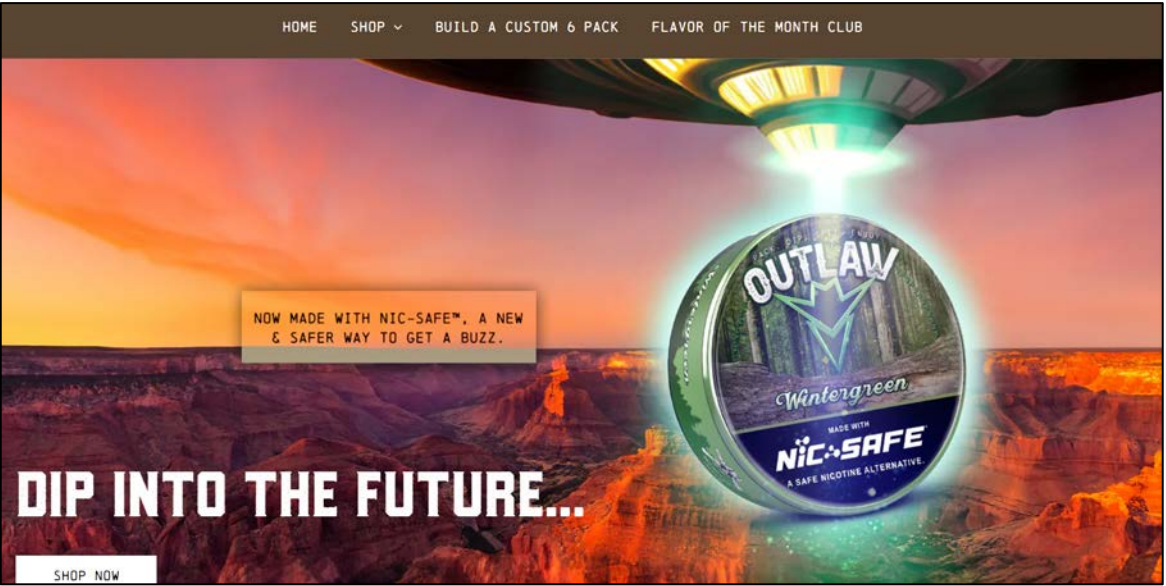 HOME SHOP BUILD A CUSTOM 6 PACK FLAVOR OF THE MONTH CLUB
NOW MADE WITH NIC-SAFE™, A NEW
& SAFER WAY TO GET A BUZZ.
DIP INTO THE FUTURE...
SHOP NOW
OUTLAW
Wintergreen
MADE WITH
NIC-SAFE
A SAFE NICOTINE ALTERNATIVE.
Wintergreen